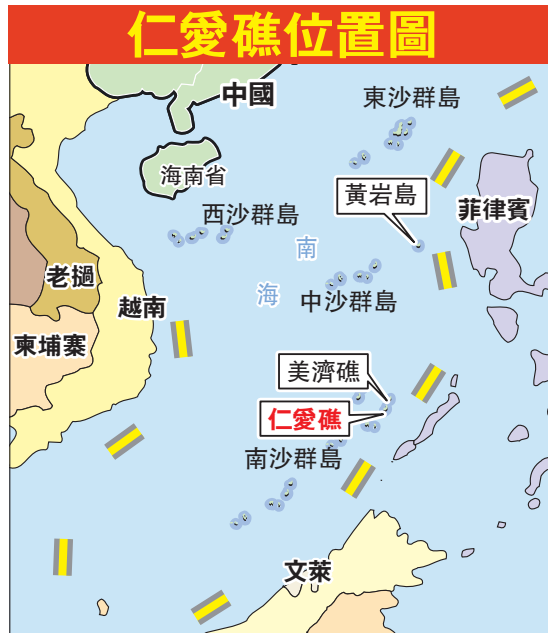 仁愛礁位置圖
中國
東沙群島
海南省
黃岩島
菲律賓
西沙群島
南
海
中沙群島
老撾
越南
柬埔寨
美濟礁
仁愛礁
南沙群島
文萊